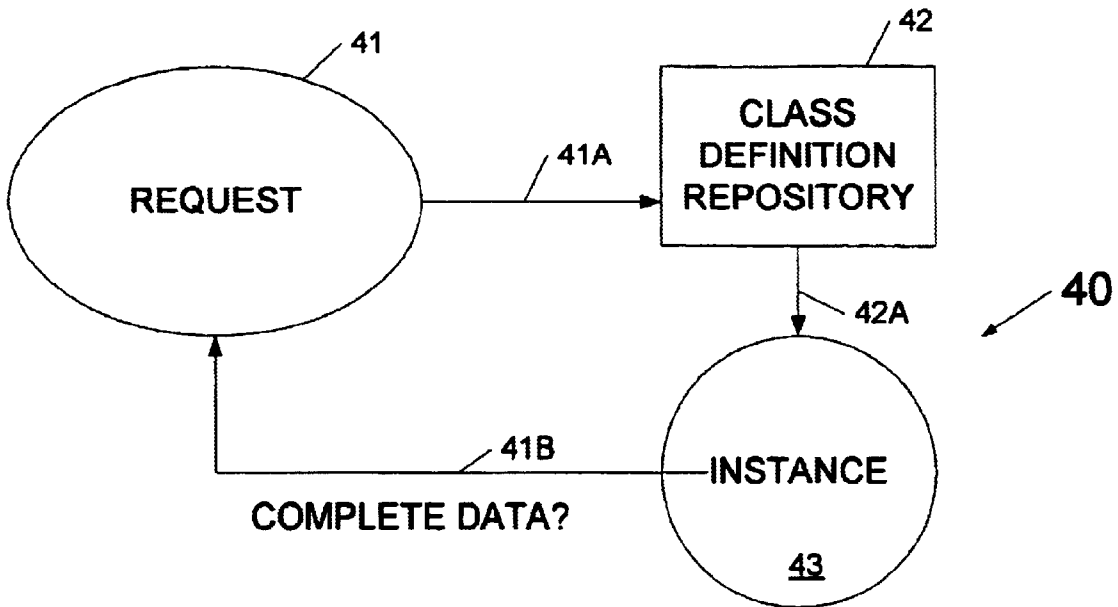 41
42
41A
CLASS
DEFINITION
REPOSITORY
REQUEST
42A
40
41B
INSTANCE
COMPLETE DATA?
43